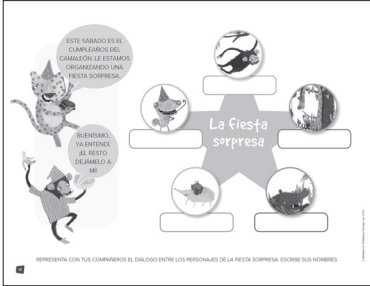 ESTE SÁBADO ES EL
CUMPLEAÑOS DEL
CAMALEÓN. LE ESTAMOS
ORGANIZANDO UNA
FIESTA SORPRESA.
BUENÍSIMO,
YA ENTENDÍ.
¡EL RESTO
DÉJAMELO A
MÍ!
La fiesta
sorpresa
REPRESENTA CON TUS COMPAÑEROS EL DIÁLOGO ENTRE LOS PERSONAJES DE LA FIESTA SORPRESA. ESCRIBE SUS NOMBRES.